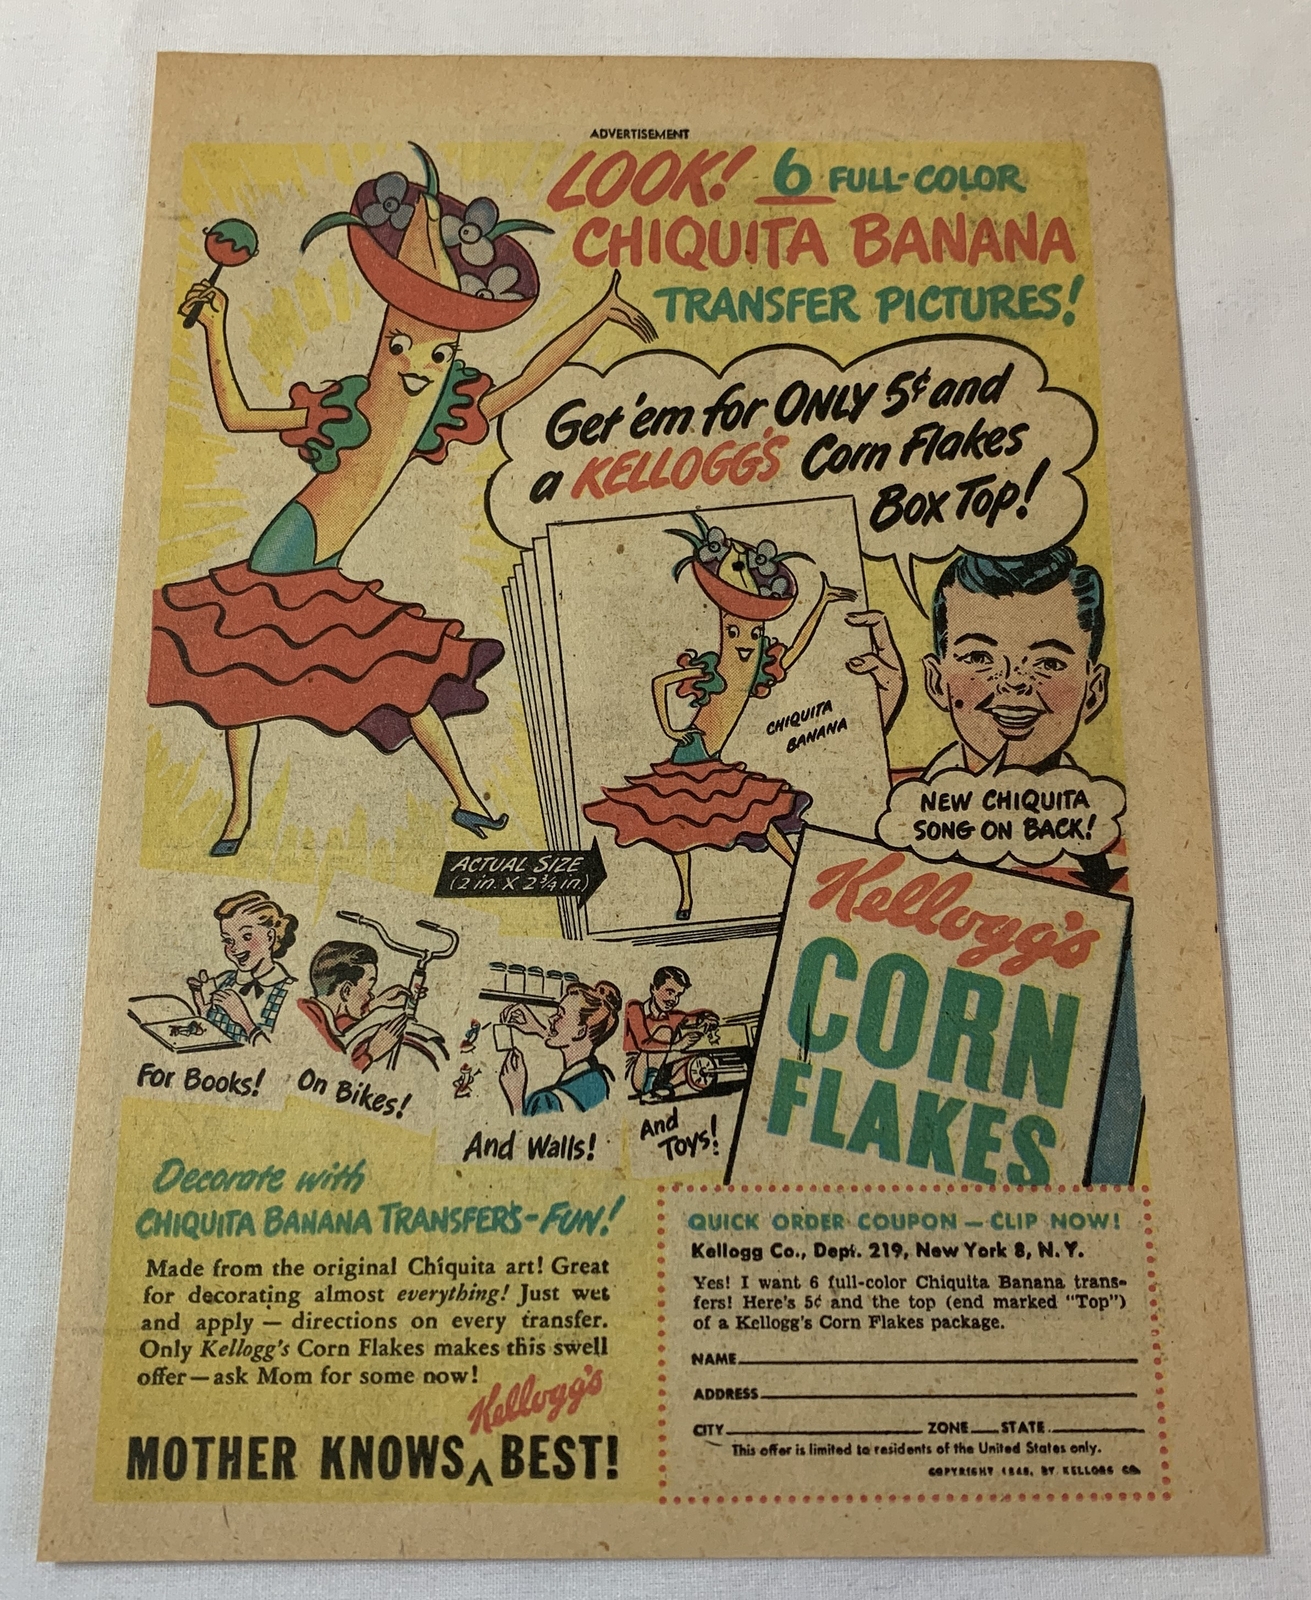 ADVERTISEMENT
LOOK! 6 FULL-COLOR
CHIQUITA BANANA
TRANSFER PICTURES!
Get 'em for ONLY 5¢ and
a KELLOGG'S Corn Flakes
Box Top!
CHIQUITA
BANANA
NEW CHIQUITA
SONG ON BACK!
ACTUAL SIZE
(2 in. X 2 3/4 in.)
Kellogg's
CORN
FLAKES
For Books!
On Bikes!
And Walls!
And
Toys!
Decorate with
CHIQUITA BANANA TRANSFERS - FUN!
Made from the original Chiquita art! Great
for decorating almost everything! Just wet
and apply — directions on every transfer.
Only Kellogg's Corn Flakes makes this swell
offer — ask Mom for some now!
Kellogg's
MOTHER KNOWS BEST!
QUICK ORDER COUPON — CLIP NOW!
Kellogg Co., Dept. 219, New York 8, N. Y.
Yes! I want 6 full-color Chiquita Banana trans-
fers! Here's 5¢ and the top (end marked "Top")
of a Kellogg's Corn Flakes package.
NAME
ADDRESS
CITY ZONE STATE
This offer is limited to residents of the United States only.
COPYRIGHT BY KELLOGG CO.